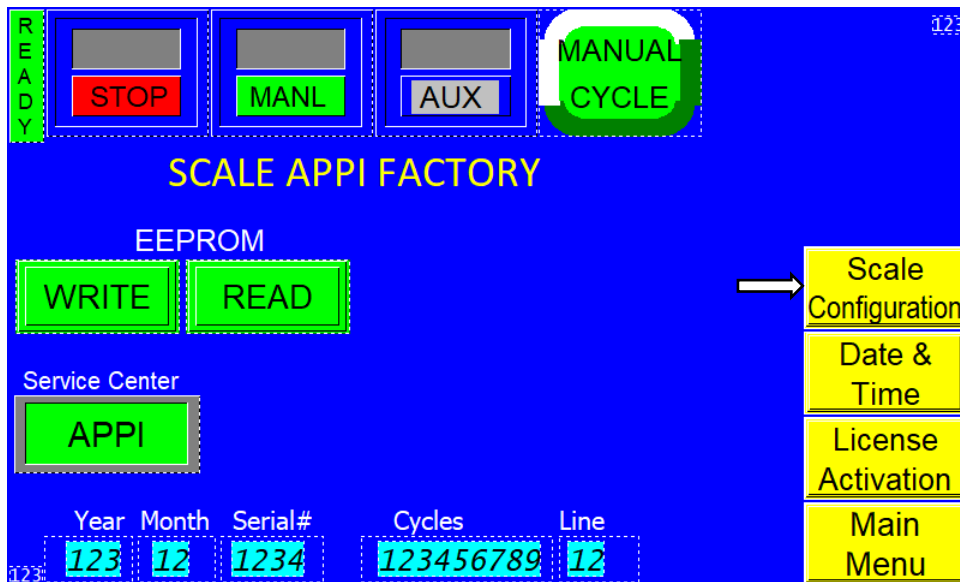 READY
STOP
MANL
AUX
MANUAL
CYCLE
123
SCALE APPI FACTORY
EEPROM
WRITE
READ
Scale
Configuration
Date &
Time
Service Center
APPI
License
Activation
Year Month Serial# Cycles Line
123 12 1234 123456789 12
123
Main
Menu